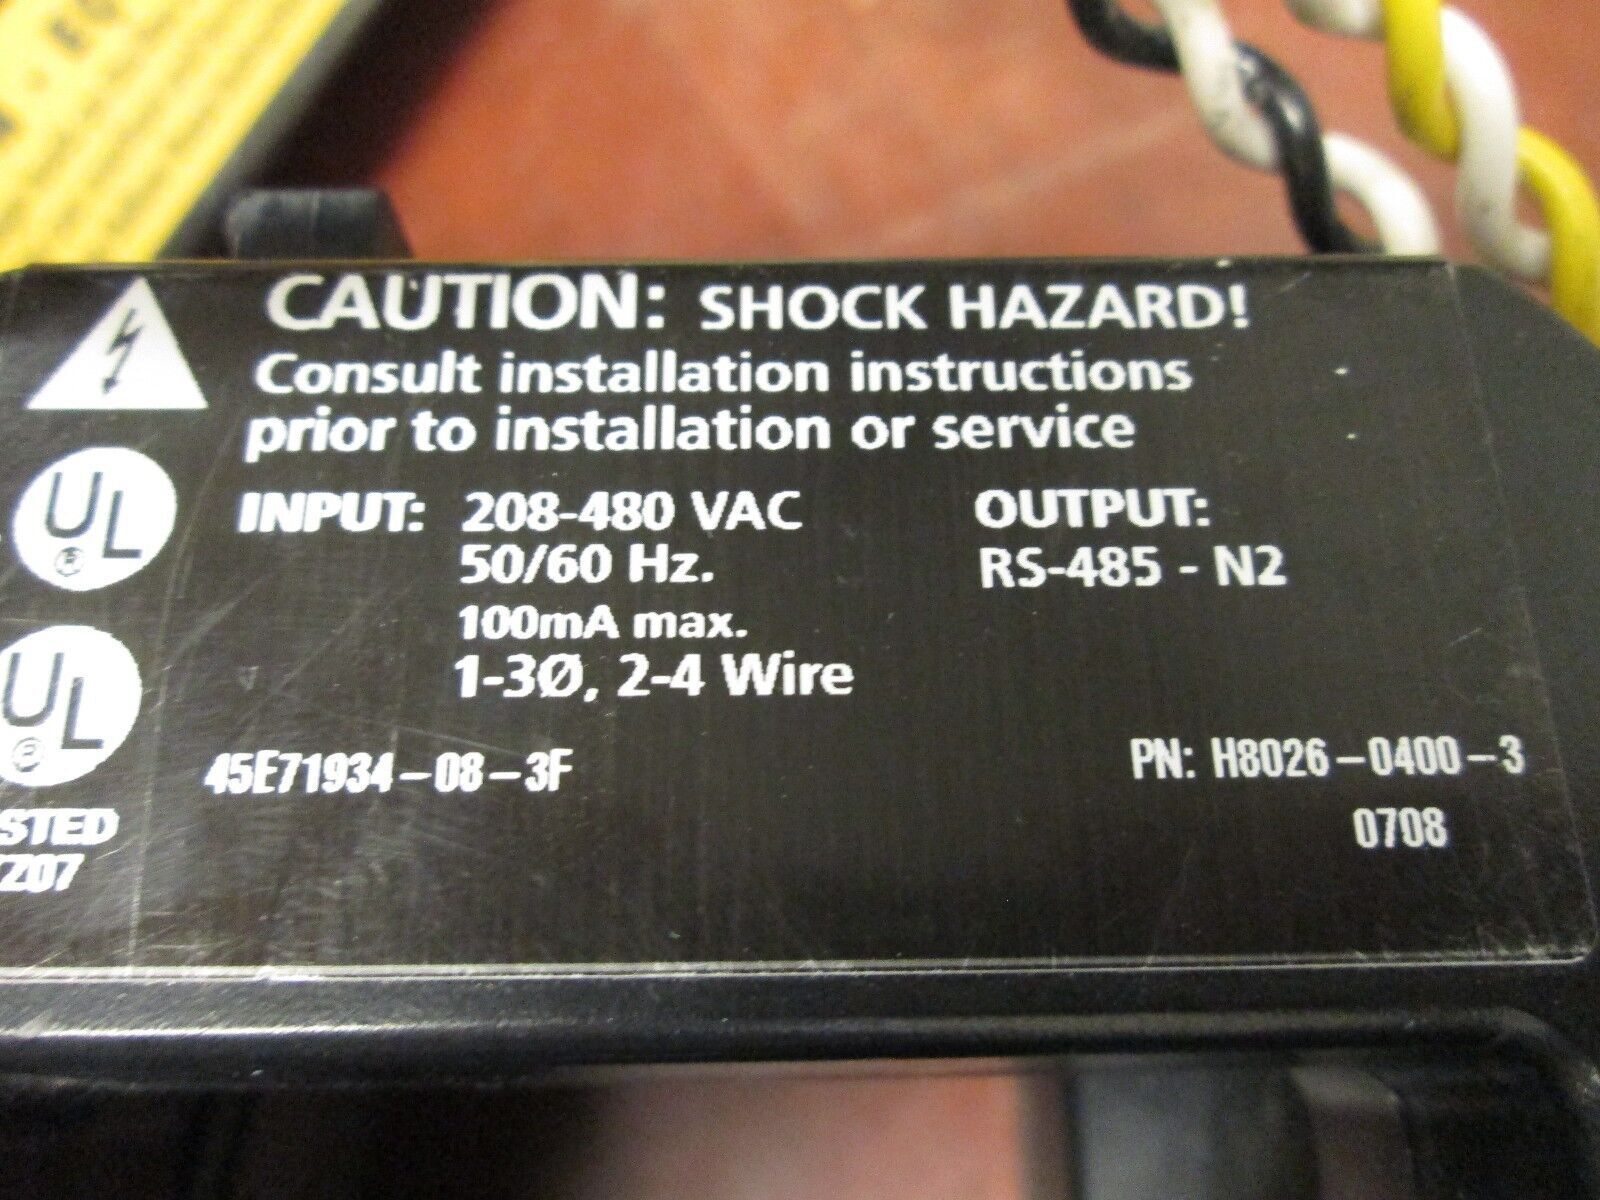 CAUTION: SHOCK HAZARD!
Consult installation instructions
prior to installation or service
UL
INPUT: 208-480 VAC
50/60 Hz.
100mA max.
1-3Ø, 2-4 Wire
OUTPUT:
RS-485 - N2
UL
STED
Z07
45E71934-08-3F
PN: H8026-0400-3
0708